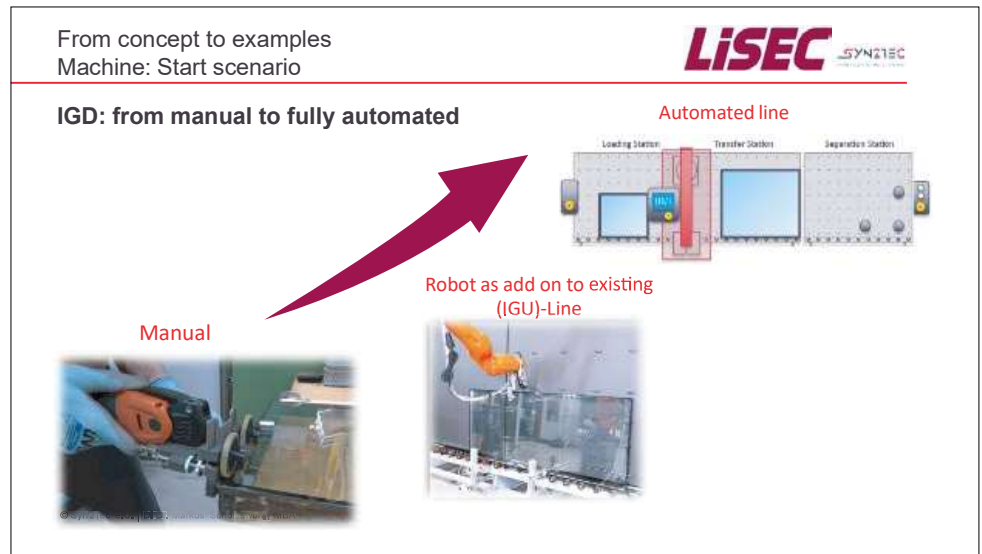 From concept to examples
Machine: Start scenario
LiSEC SYN2TEC
IGD: from manual to fully automated
Automated line
Loading Station Transfer Station Separation Station
Robot as add on to existing
(IGU)-Line
Manual